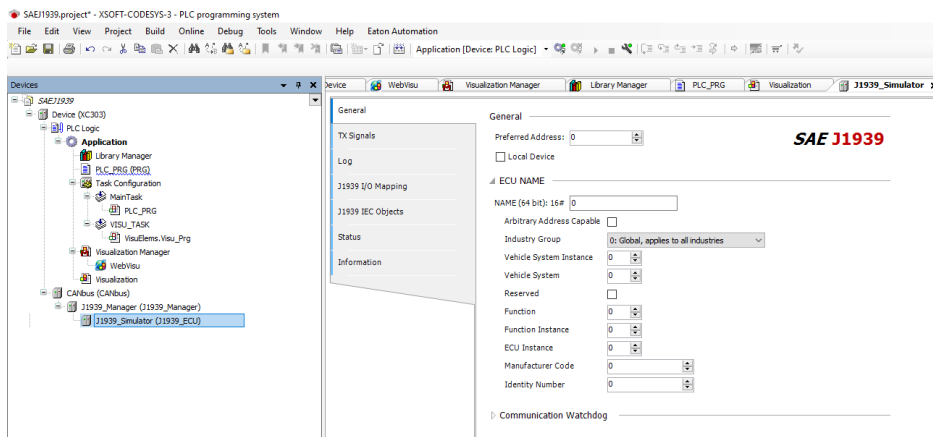 SAEJ1939.project* - XSOFT-CODESYS-3 - PLC programming system
File Edit View Project Build Online Debug Tools Window Help Eaton Automation
Application [Device: PLC Logic]
Devices
SAEJ1939
Device (XC303)
PLC Logic
Application
Library Manager
PLC_PRG (PRG)
Task Configuration
MainTask
PLC_PRG
VISU_TASK
VisuElems.Visu_Prg
Visualization Manager
WebVisu
Visualization
CANbus (CANbus)
J1939_Manager (J1939_Manager)
J1939_Simulator (J1939_ECU)
Device WebVisu Visualization Manager Library Manager PLC_PRG Visualization J1939_Simulator
General
TX Signals
Log
J1939 I/O Mapping
J1939 IEC Objects
Status
Information
General
Preferred Address: 0
SAE J1939
Local Device
ECU NAME
NAME (64 bit): 16# 0
Arbitrary Address Capable
Industry Group 0: Global, applies to all industries
Vehicle System Instance 0
Vehicle System 0
Reserved
Function 0
Function Instance 0
ECU Instance 0
Manufacturer Code 0
Identity Number 0
Communication Watchdog